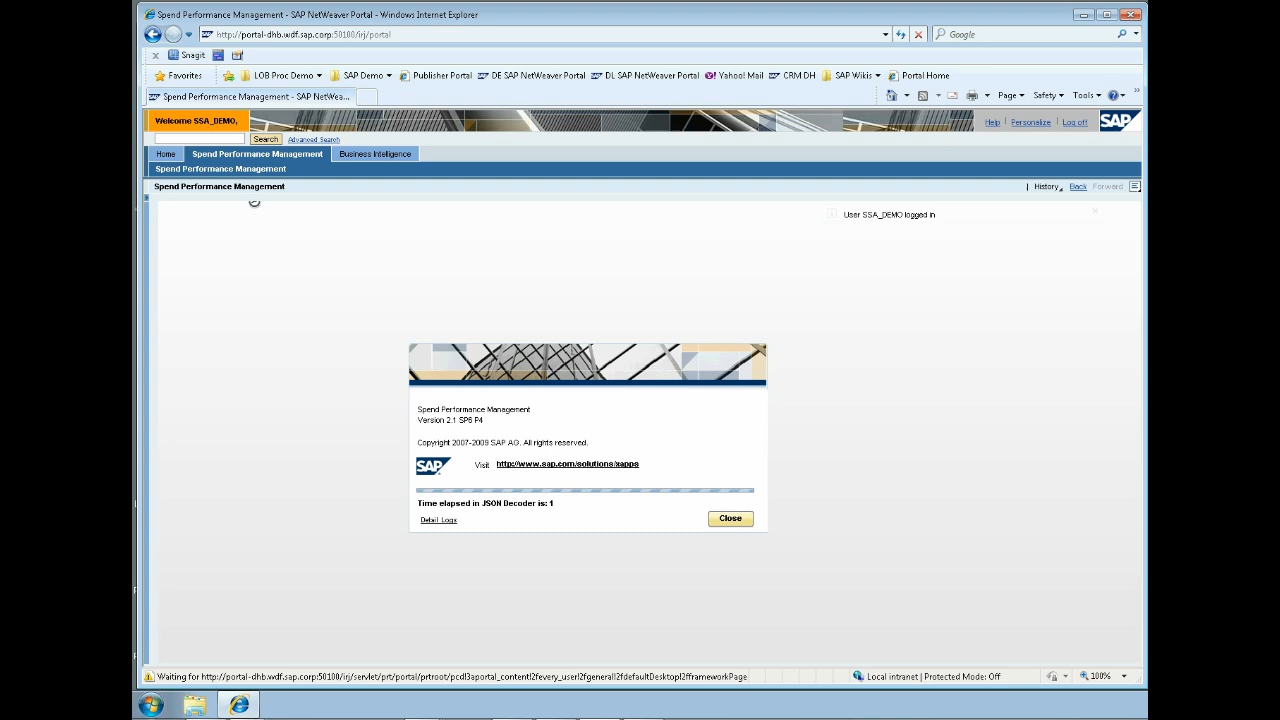 Spend Performance Management - SAP NetWeaver Portal - Windows Internet Explorer
http://portal-dhb.wdf.sap.corp:50100/irj/portal
Google
x Snagit
Favorites LOB Proc Demo SAP Demo Publisher Portal DE SAP NetWeaver Portal DL SAP NetWeaver Portal Yahoo! Mail CRM DH SAP Wikis Portal Home
Spend Performance Management - SAP NetWea...
Page Safety Tools
Welcome SSA_DEMO,
Help Personalize Log off SAP
Search Advanced Search
Home Spend Performance Management Business Intelligence
Spend Performance Management
Spend Performance Management
History Back Forward
User SSA_DEMO logged in
Spend Performance Management
Version 2.1 SP6 P4
Copyright 2007-2009 SAP AG. All rights reserved.
SAP Visit http://www.sap.com/solutions/xapps
Time elapsed in JSON Decoder is: 1
Detail Logs
Close
Waiting for http://portal-dhb.wdf.sap.corp:50100/irj/servlet/prt/portal/prtroot/pcd!3aportal_content!2fevery_user!2fgeneral!2fdefaultDesktop!2fframeworkPage
Local intranet | Protected Mode: Off
100%